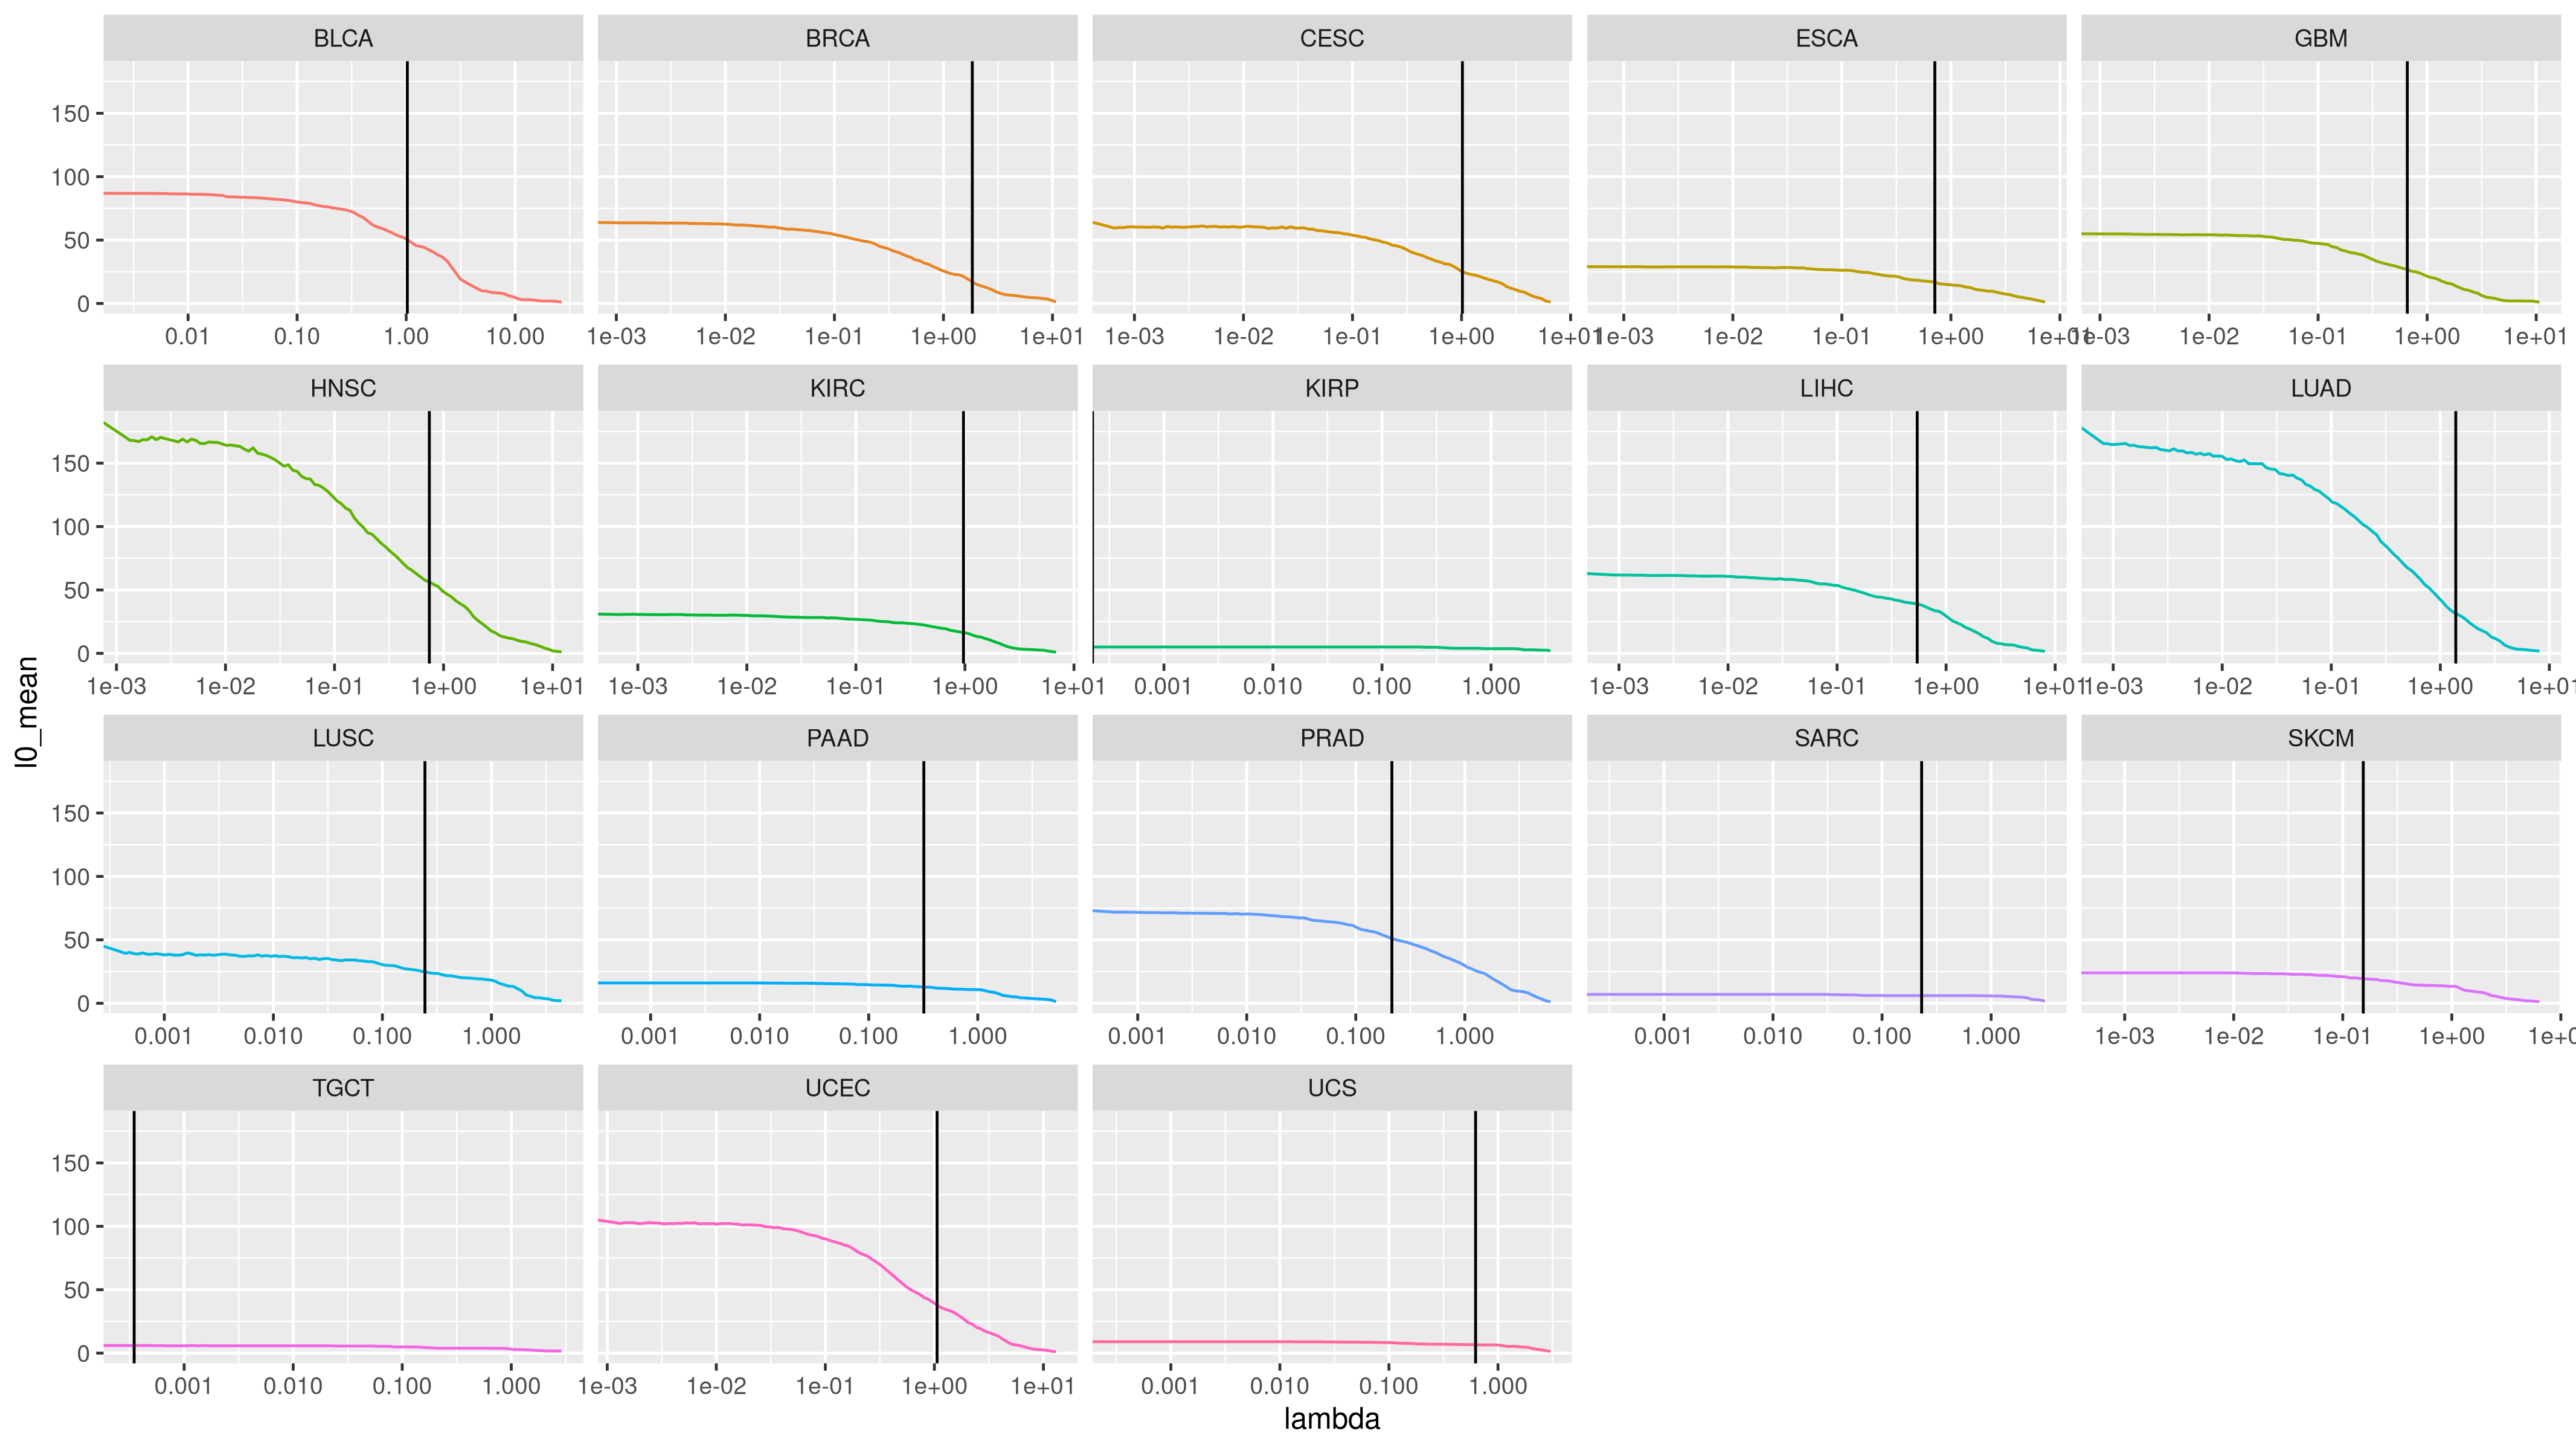 BLCA BRCA CESC ESCA GBM
150
100
50
0
0.01 0.10 1.00 10.00 1e-03 1e-02 1e-01 1e+00 1e+01 1e-03 1e-02 1e-01 1e+00 1e+01 1e-03 1e-02 1e-01 1e+00 1e+01 1e-03 1e-02 1e-01 1e+00 1e+01
HNSC KIRC KIRP LIHC LUAD
150
100
50
0
1e-03 1e-02 1e-01 1e+00 1e+01 1e-03 1e-02 1e-01 1e+00 1e+01 0.001 0.010 0.100 1.000 1e-03 1e-02 1e-01 1e+00 1e+01 1e-03 1e-02 1e-01 1e+00 1e+01
l0_mean
LUSC PAAD PRAD SARC SKCM
150
100
50
0
0.001 0.010 0.100 1.000 0.001 0.010 0.100 1.000 0.001 0.010 0.100 1.000 0.001 0.010 0.100 1.000 1e-03 1e-02 1e-01 1e+00 1e+0
TGCT UCEC UCS
150
100
50
0
0.001 0.010 0.100 1.000 1e-03 1e-02 1e-01 1e+00 1e+01 0.001 0.010 0.100 1.000
lambda